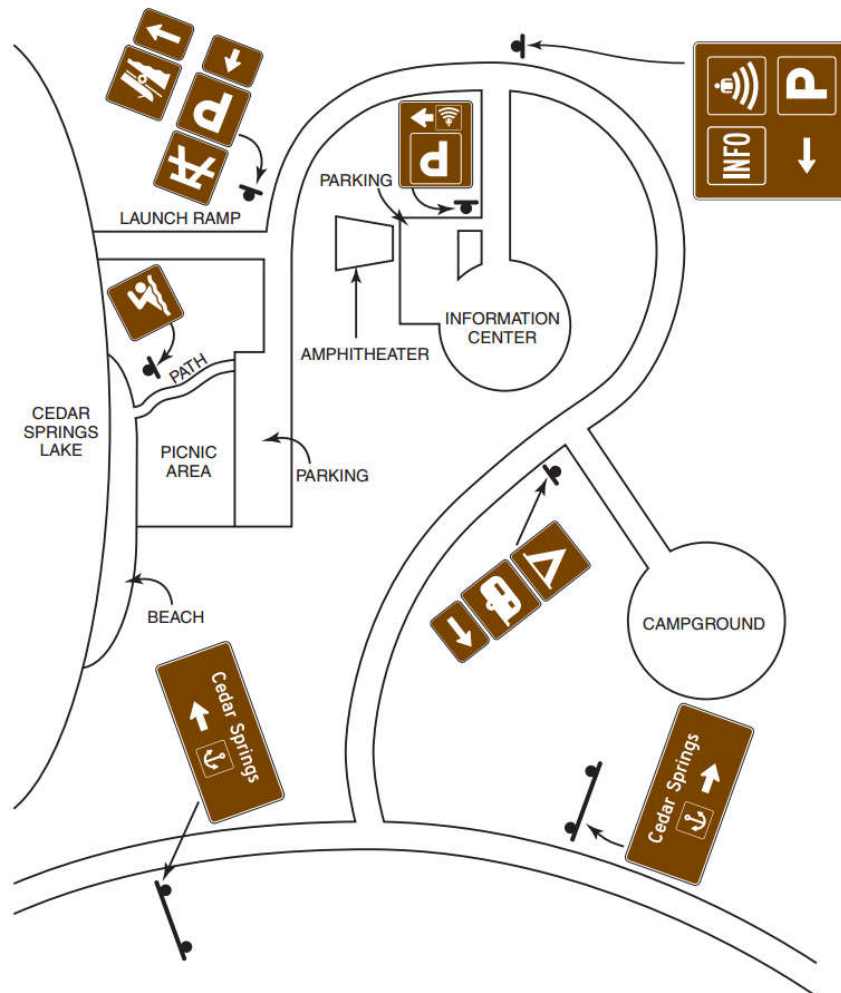 P
P
INFO
P
PARKING
LAUNCH RAMP
INFORMATION
CENTER
AMPHITHEATER
PATH
CEDAR
SPRINGS
LAKE
PICNIC
AREA
PARKING
BEACH
CAMPGROUND
Cedar Springs
Cedar Springs